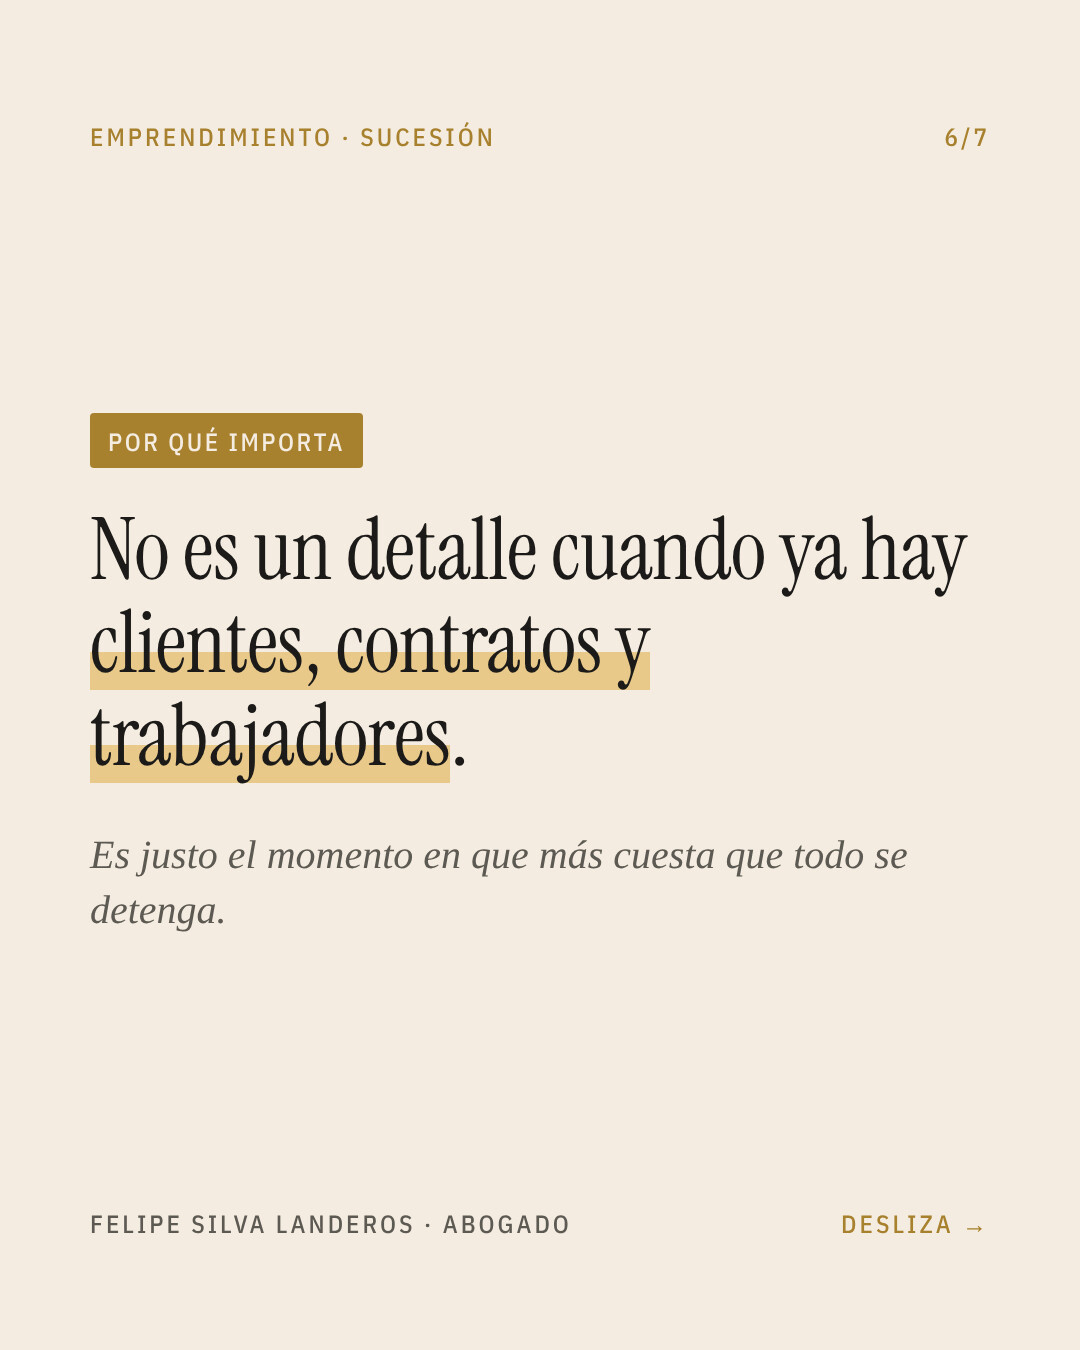 EMPRENDIMIENTO · SUCESIÓN
6/7
POR QUÉ IMPORTA
No es un detalle cuando ya hay
clientes, contratos y
trabajadores.
Es justo el momento en que más cuesta que todo se
detenga.
FELIPE SILVA LANDEROS · ABOGADO
DESLIZA →